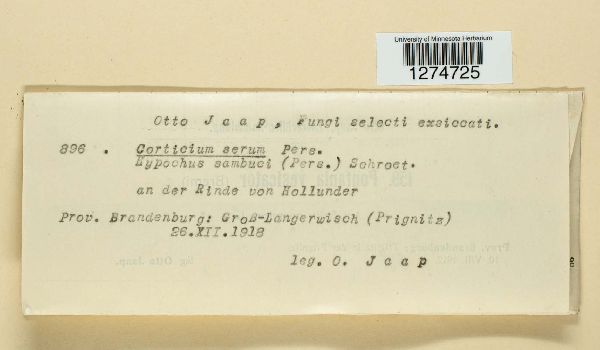 University of Minnesota Herbarium
1274725
Otto Jaap, Fungi selecti exsiccati.
896 . Corticium serum Pers.
Hypochus sambuci (Pers.) Schroet.
an der Rinde von Hollunder
Prov. Brandenburg: Groß-Langerwisch (Prignitz)
26.XII.1918
leg. O. Jaap